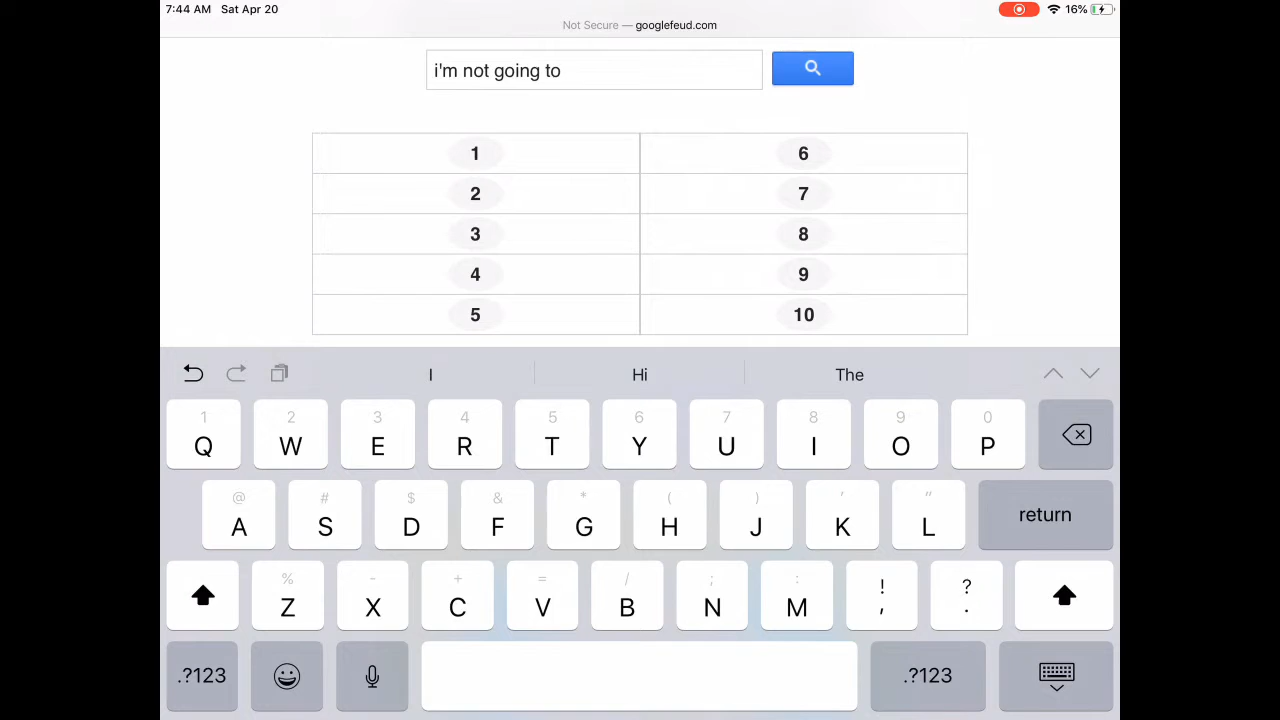 7:44 AM Sat Apr 20 16%
Not Secure — googlefeud.com
i'm not going to
1 6
2 7
3 8
4 9
5 10
I Hi The
1 2 3 4 5 6 7 8 9 0
Q W E R T Y U I O P
@ # $ & * ( ) ' "
A S D F G H J K L return
% - + = / ; : ! ?
Z X C V B N M , .
.?123 .?123